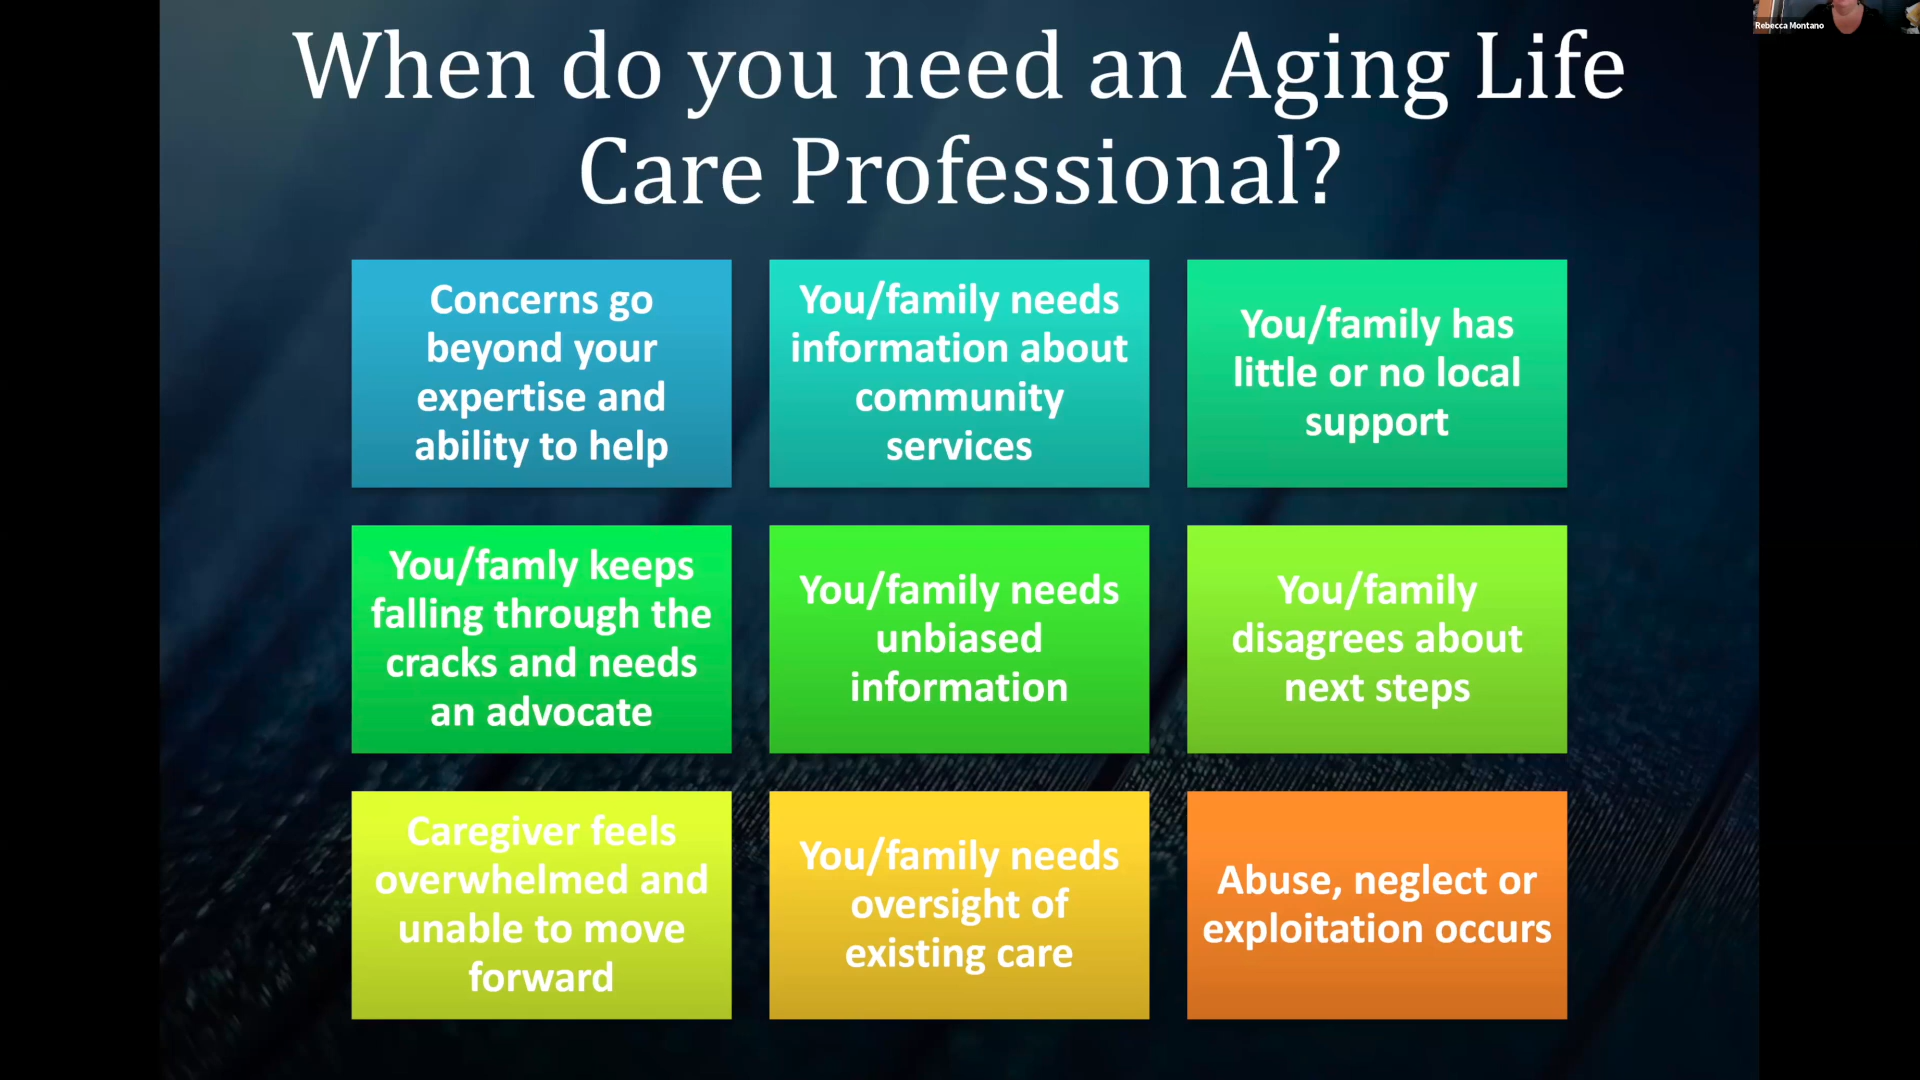 When do you need an Aging Life
Care Professional?
Rebecca Montano
Concerns go
beyond your
expertise and
ability to help
You/family needs
information about
community
services
You/family has
little or no local
support
You/famly keeps
falling through the
cracks and needs
an advocate
You/family needs
unbiased
information
You/family
disagrees about
next steps
Caregiver feels
overwhelmed and
unable to move
forward
You/family needs
oversight of
existing care
Abuse, neglect or
exploitation occurs